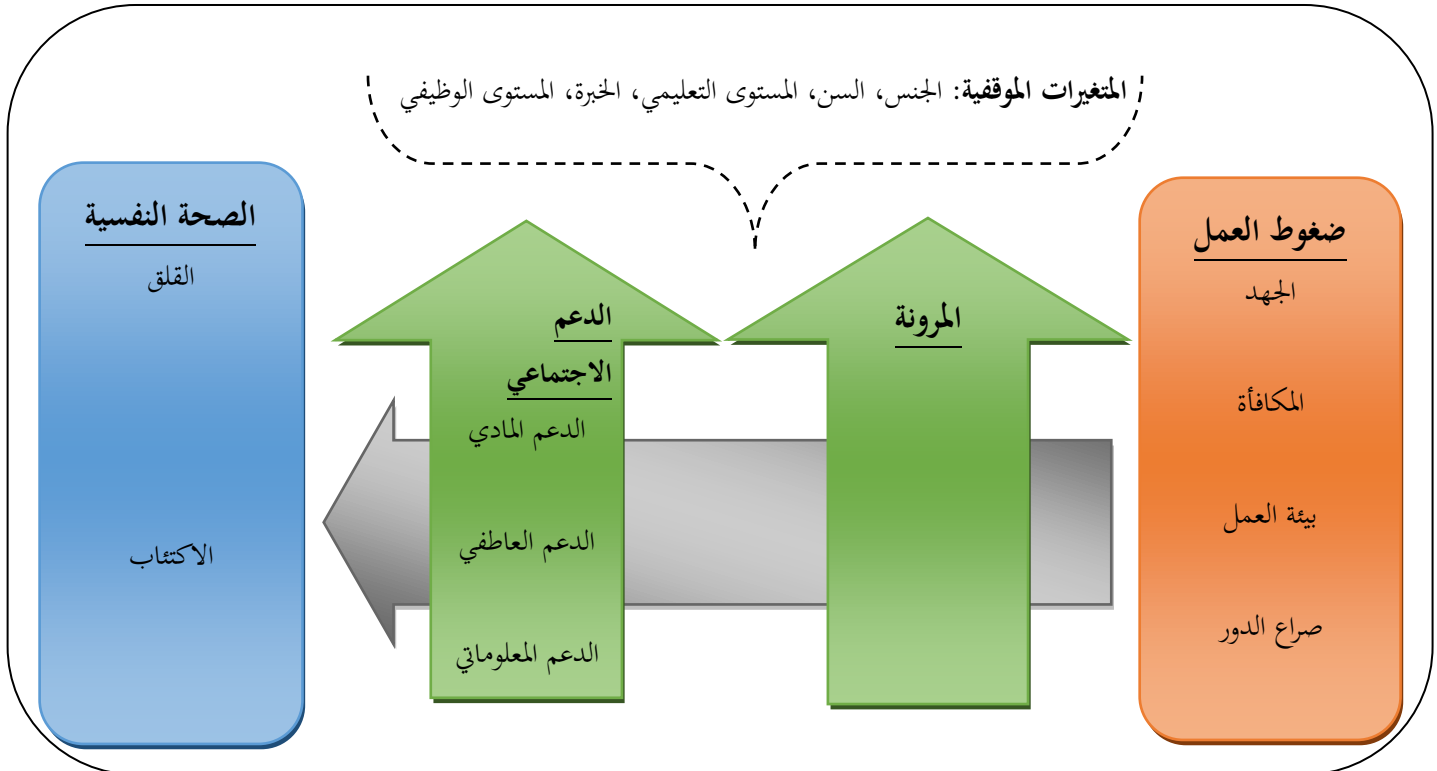 المتغيرات الموقفية: الجنس، السن، المستوى التعليمي، الخبرة، المستوى الوظيفي
ضغوط العمل
الجهد
المكافأة
بيئة العمل
صراع الدور
المرونة
الدعم
الاجتماعي
الدعم المادي
الدعم العاطفي
الدعم المعلوماتي
الصحة النفسية
القلق
الاكتئاب